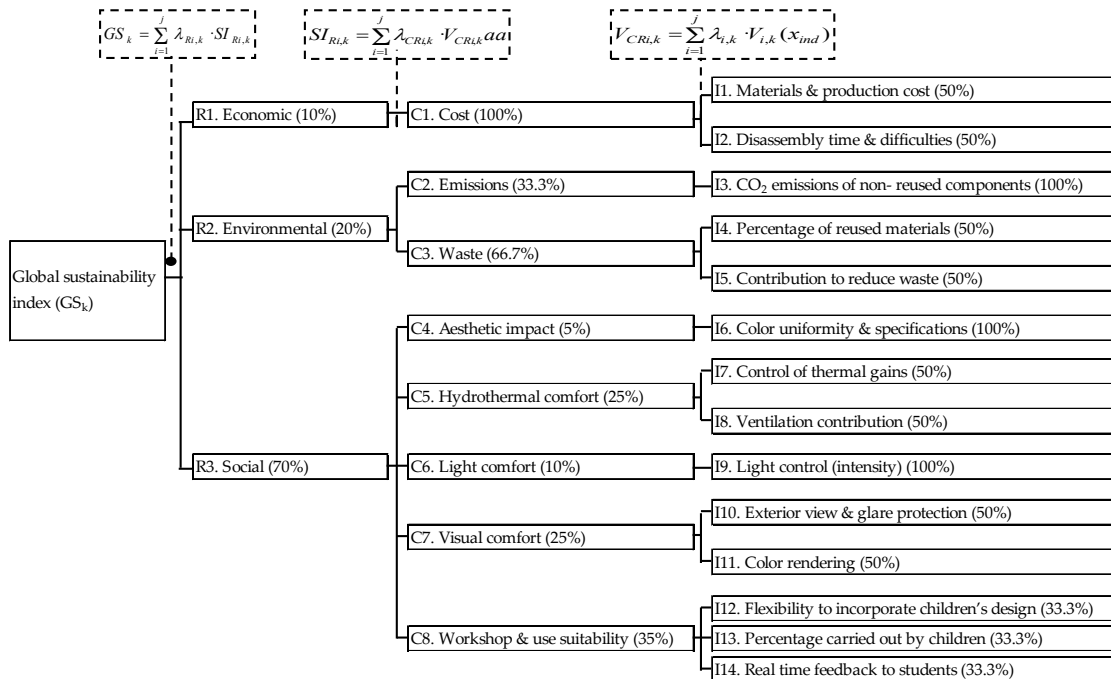 GS_k = \sum_{i=1}^{j} λ_{Ri,k} · SI_{Ri,k}
SI_{Ri,k} = \sum_{i=1}^{j} λ_{CRi,k} · V_{CRi,k} aa
V_{CRi,k} = \sum_{i=1}^{j} λ_{i,k} · V_{i,k} (x_{ind})
Global sustainability
index (GS_k)
R1. Economic (10%)
C1. Cost (100%)
I1. Materials & production cost (50%)
I2. Disassembly time & difficulties (50%)
R2. Environmental (20%)
C2. Emissions (33.3%)
I3. CO₂ emissions of non- reused components (100%)
C3. Waste (66.7%)
I4. Percentage of reused materials (50%)
I5. Contribution to reduce waste (50%)
R3. Social (70%)
C4. Aesthetic impact (5%)
I6. Color uniformity & specifications (100%)
C5. Hydrothermal comfort (25%)
I7. Control of thermal gains (50%)
I8. Ventilation contribution (50%)
C6. Light comfort (10%)
I9. Light control (intensity) (100%)
C7. Visual comfort (25%)
I10. Exterior view & glare protection (50%)
I11. Color rendering (50%)
C8. Workshop & use suitability (35%)
I12. Flexibility to incorporate children’s design (33.3%)
I13. Percentage carried out by children (33.3%)
I14. Real time feedback to students (33.3%)